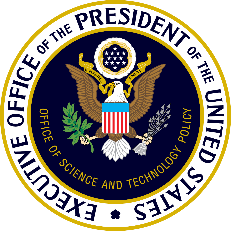 EXECUTIVE OFFICE OF THE PRESIDENT OF THE UNITED STATES
OFFICE OF SCIENCE AND TECHNOLOGY POLICY